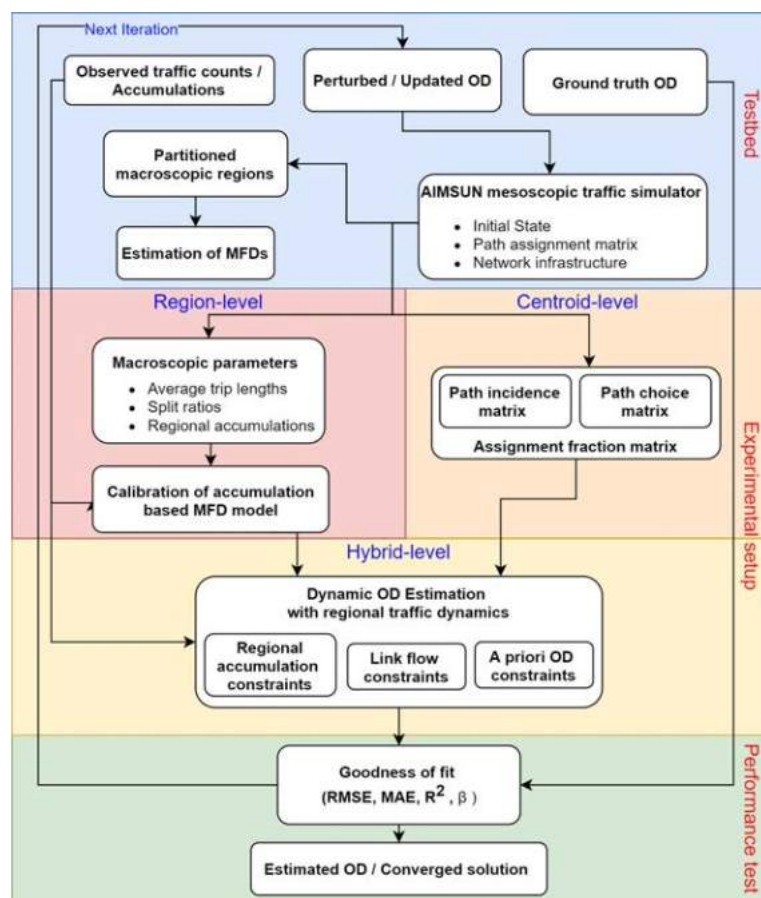 Next Iteration
Observed traffic counts /
Accumulations
Perturbed / Updated OD
Ground truth OD
Testbed
Partitioned
macroscopic regions
AIMSUN mesoscopic traffic simulator
• Initial State
• Path assignment matrix
• Network infrastructure
Estimation of MFDs
Region-level
Centroid-level
Macroscopic parameters
• Average trip lengths
• Split ratios
• Regional accumulations
Path incidence
matrix
Path choice
matrix
Assignment fraction matrix
Experimental setup
Calibration of accumulation
based MFD model
Hybrid-level
Dynamic OD Estimation
with regional traffic dynamics
Regional
accumulation
constraints
Link flow
constraints
A priori OD
constraints
Goodness of fit
(RMSE, MAE, R², β )
Performance test
Estimated OD / Converged solution